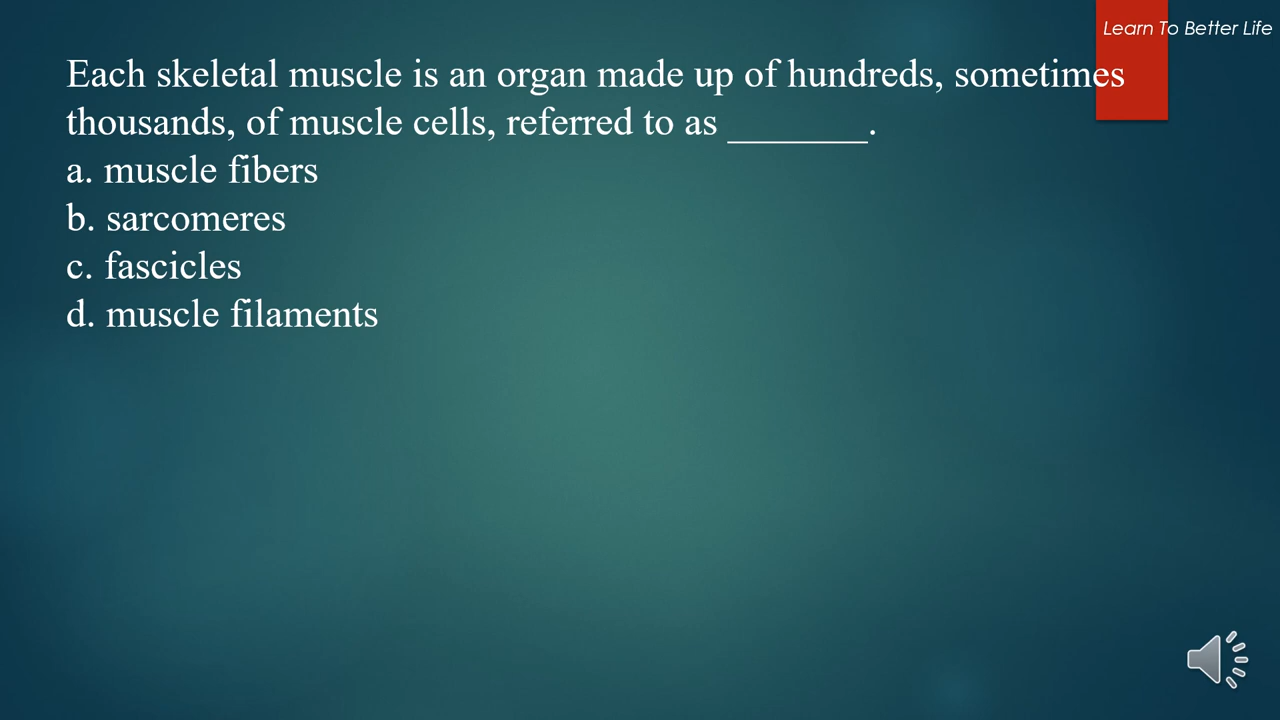 Learn To Better Life
Each skeletal muscle is an organ made up of hundreds, sometimes
thousands, of muscle cells, referred to as _______.
a. muscle fibers
b. sarcomeres
c. fascicles
d. muscle filaments